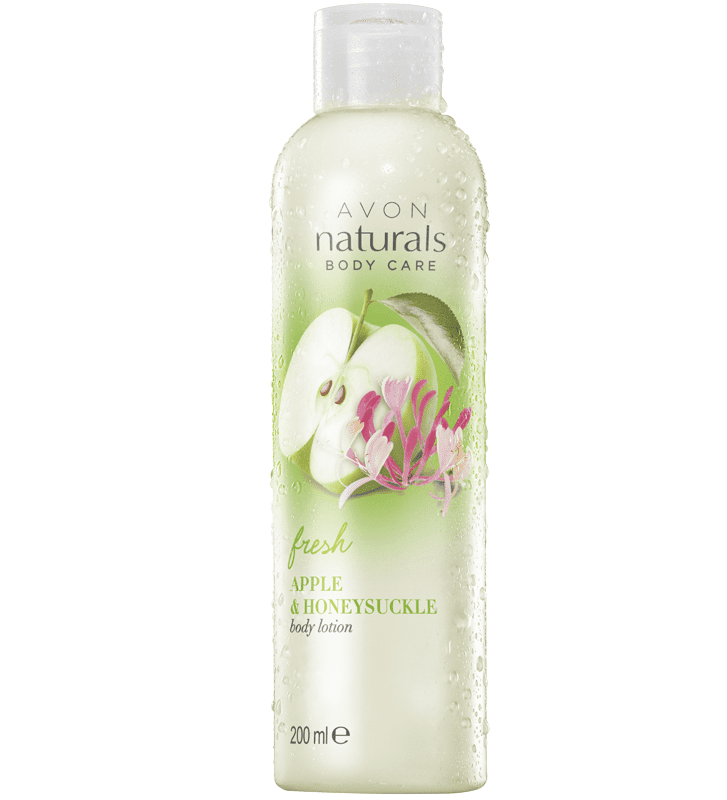 AVON
naturals
BODY CARE
fresh
APPLE
& HONEYSUCKLE
body lotion
200 ml ℮